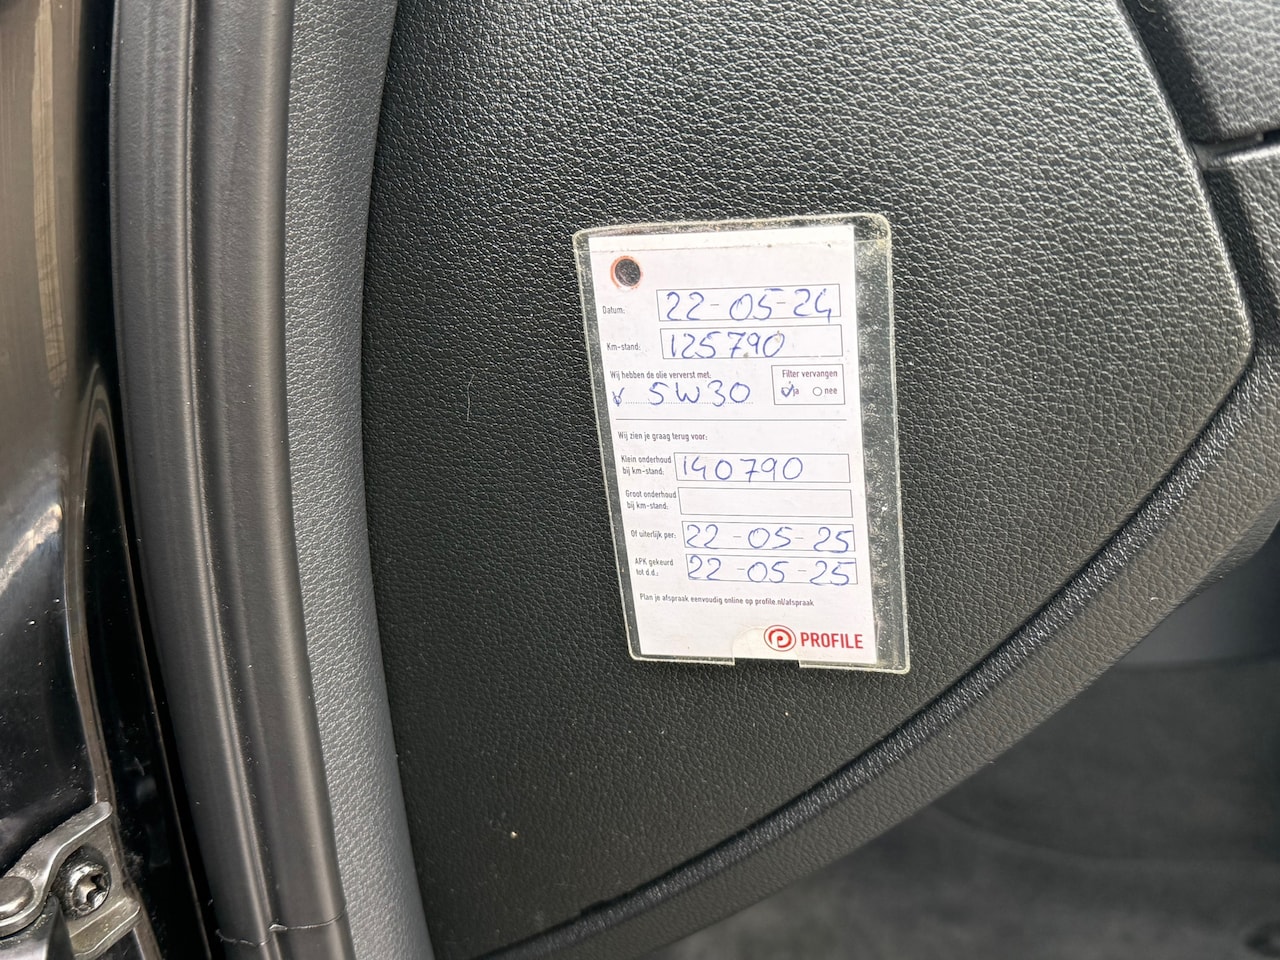 Datum: 22-05-24
Km-stand: 125790
Wij hebben de olie ververst met: Filter vervangen
5W30 ja nee
Wij zien je graag terug voor:
Klein onderhoud
bij km-stand: 140790
Groot onderhoud
bij km-stand:
Of uiterlijk per: 22-05-25
APK gekeurd
tot d.d.: 22-05-25
Plan je afspraak eenvoudig online op profile.nl/afspraak
PROFILE